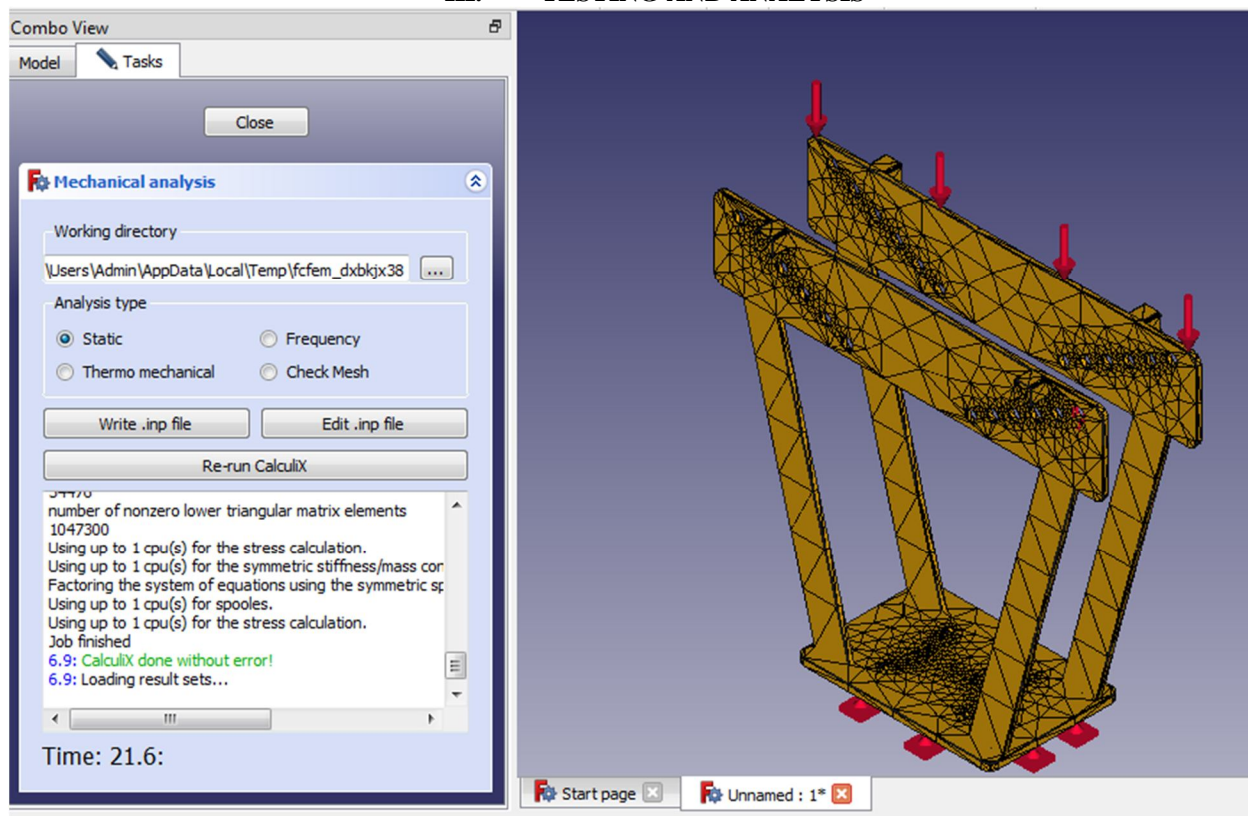 III. TESTING AND ANALYSIS
Combo View
Model
Tasks
Close
Mechanical analysis
Working directory
\Users\Admin\AppData\Local\Temp\fcfem_dxbkjx38
...
Analysis type
Static
Frequency
Thermo mechanical
Check Mesh
Write .inp file
Edit .inp file
Re-run CalculiX
number of nonzero lower triangular matrix elements
1047300
Using up to 1 cpu(s) for the stress calculation.
Using up to 1 cpu(s) for the symmetric stiffness/mass con
Factoring the system of equations using the symmetric sp
Using up to 1 cpu(s) for spooles.
Using up to 1 cpu(s) for the stress calculation.
Job finished
6.9: CalculiX done without error!
6.9: Loading result sets...
Time: 21.6:
Start page
Unnamed : 1*